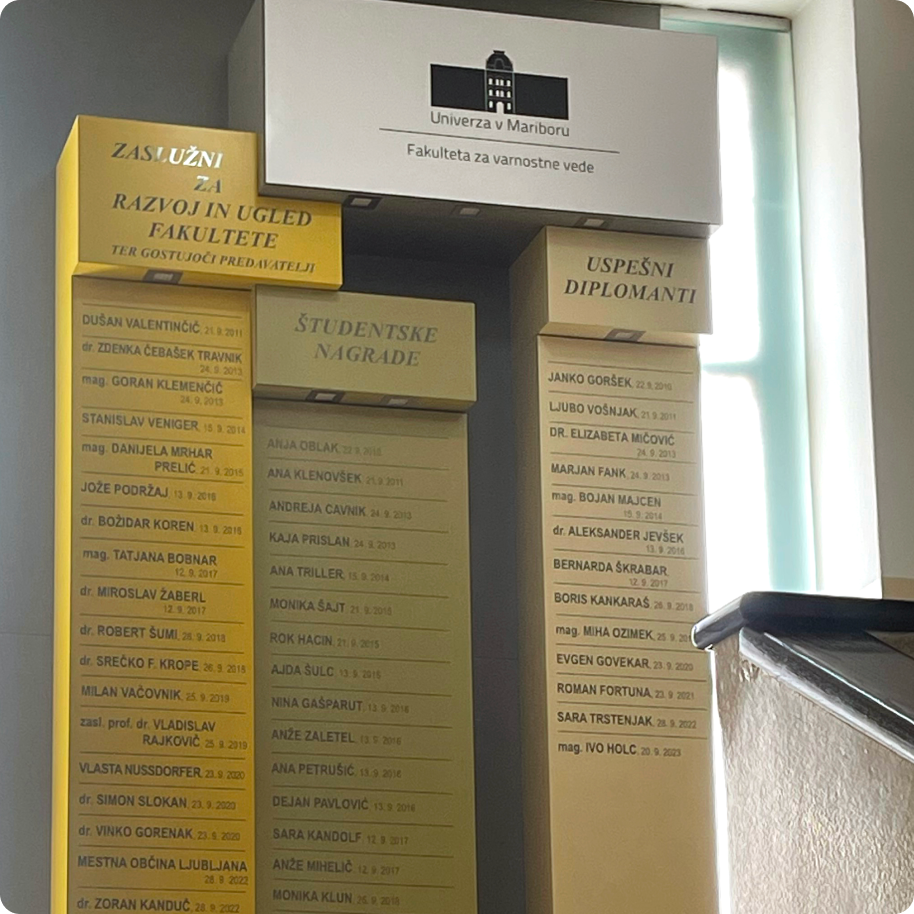 Univerza v Mariboru
Fakulteta za varnostne vede
ZASLUŽNI
ZA
RAZVOJ IN UGLED
FAKULTETE
TER GOSTUJOČI PREDAVATELJI
DUŠAN VALENTINČIČ, 21. 9. 2011
dr. ZDENKA ČEBAŠEK TRAVNIK
24. 9. 2013
mag. GORAN KLEMENČIČ
24. 9. 2013
STANISLAV VENIGER, 15. 9. 2014
mag. DANIJELA MRHAR
PRELIČ, 21. 9. 2015
JOŽE PODRŽAJ, 13. 9. 2016
dr. BOŽIDAR KOREN, 13. 9. 2016
mag. TATJANA BOBNAR
12. 9. 2017
dr. MIROSLAV ŽABERL
12. 9. 2017
dr. ROBERT ŠUMI, 26. 9. 2018
dr. SREČKO F. KROPE, 26. 9. 2018
MILAN VAČOVNIK, 25. 9. 2019
zasl. prof. dr. VLADISLAV
RAJKOVIČ, 25. 9. 2019
VLASTA NUSSDORFER, 23. 9. 2020
dr. SIMON SLOKAN, 23. 9. 2020
dr. VINKO GORENAK, 23. 9. 2020
MESTNA OBČINA LJUBLJANA
28. 9. 2022
dr. ZORAN KANDUČ, 28. 9. 2022
ŠTUDENTSKE
NAGRADE
ANJA OBLAK, 22. 9. 2010
ANA KLENOVŠEK, 21. 9. 2011
ANDREJA CAVNIK, 24. 9. 2013
KAJA PRISLAN, 24. 9. 2013
ANA TRILLER, 15. 9. 2014
MONIKA ŠAJT, 21. 9. 2015
ROK HACIN, 21. 9. 2015
AJDA ŠULC, 13. 9. 2016
NINA GAŠPARUT, 13. 9. 2016
ANŽE ZALETEL, 13. 9. 2016
ANA PETRUŠIČ, 13. 9. 2016
DEJAN PAVLOVIČ, 13. 9. 2016
SARA KANDOLF, 12. 9. 2017
ANŽE MIHELIČ, 12. 9. 2017
MONIKA KLUN, 26. 9. 2018
USPEŠNI
DIPLOMANTI
JANKO GORŠEK, 22. 9. 2010
LJUBO VOŠNJAK, 21. 9. 2011
DR. ELIZABETA MIČOVIČ
24. 9. 2013
MARJAN FANK, 24. 9. 2013
mag. BOJAN MAJCEN
15. 9. 2014
dr. ALEKSANDER JEVŠEK
13. 9. 2016
BERNARDA ŠKRABAR,
12. 9. 2017
BORIS KANKARAŠ, 26. 9. 2018
mag. MIHA OZIMEK, 25. 9.
EVGEN GOVEKAR, 23. 9. 2020
ROMAN FORTUNA, 23. 9. 2021
SARA TRSTENJAK, 28. 9. 2022
mag. IVO HOLC, 20. 9. 2023